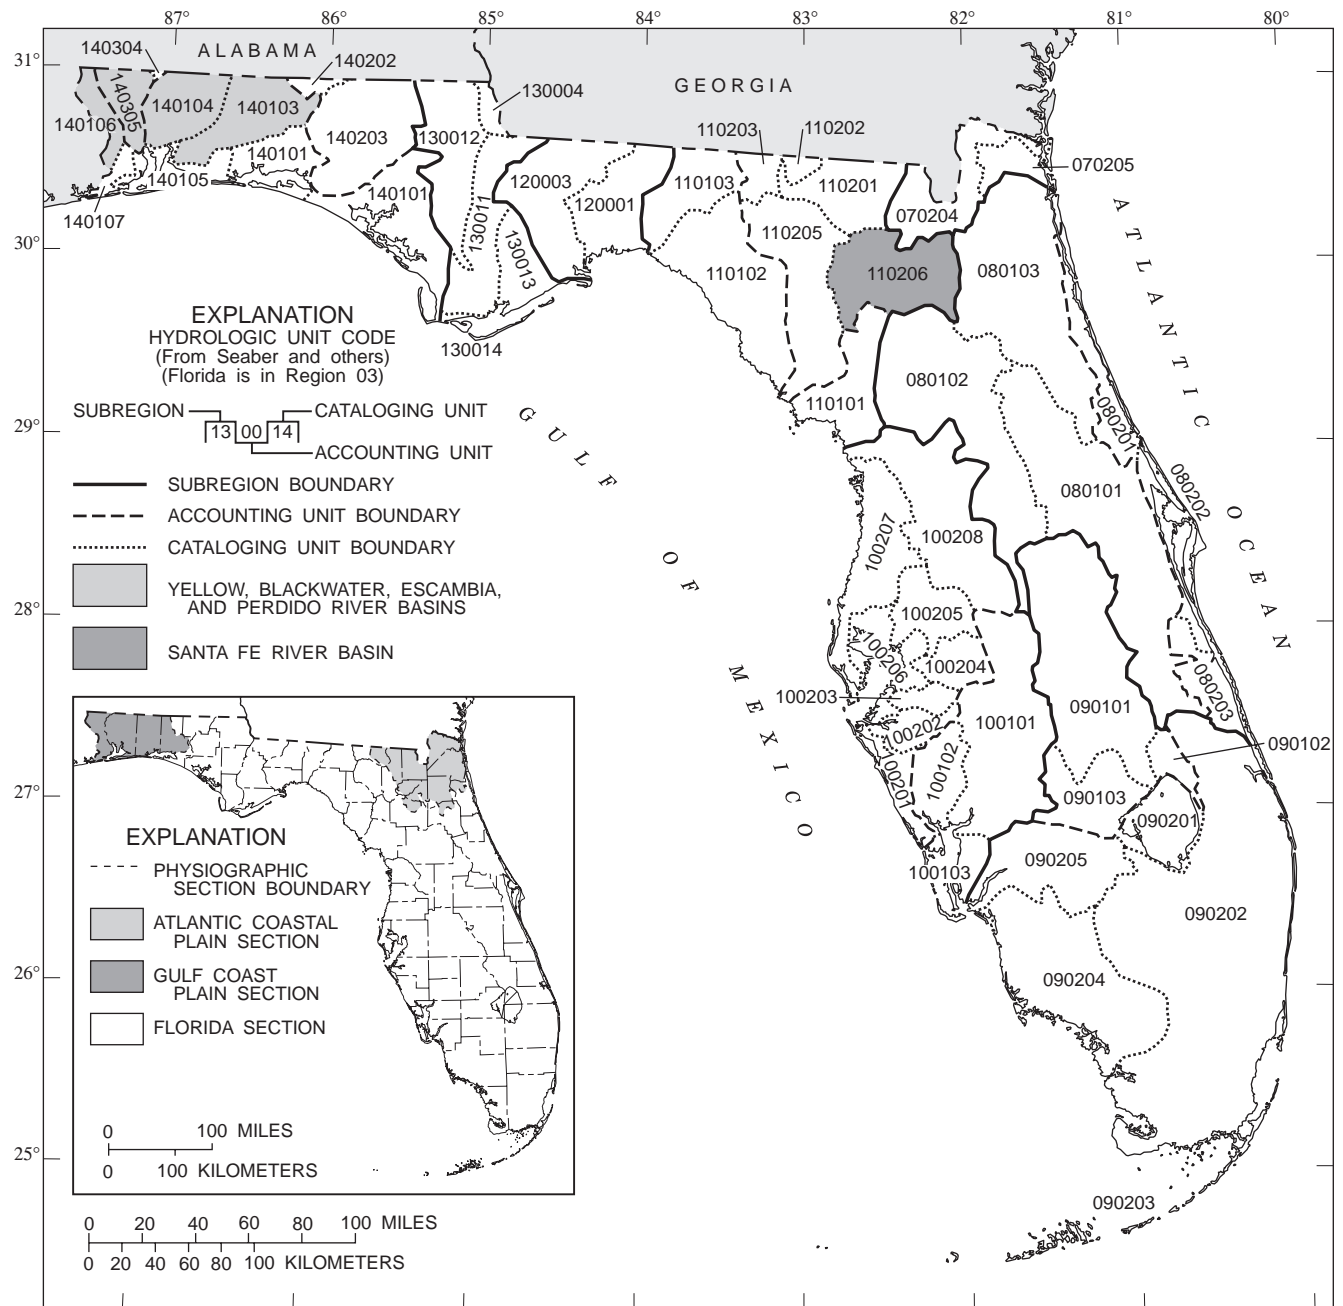 87° 86° 85° 84° 83° 82° 81° 80°
31°
30°
29°
28°
27°
26°
25°
ALABAMA
GEORGIA
140304
140202
130004
140305
140104
140103
140106
140203
130012
110203
110202
140101
070205
140105
120003
110103
110201
140107
140101
120001
070204
130011
110205
130013
110102
110206
080103
130014
080102
110101
080201
080101
080202
100207
100208
100205
100206
100204
080203
100203
100202
100101
090101
090102
100201
100102
090103
090201
100103
090205
090202
090204
090203
ATLANTIC OCEAN
GULF OF MEXICO
EXPLANATION
HYDROLOGIC UNIT CODE
(From Seaber and others)
(Florida is in Region 03)
SUBREGION CATALOGING UNIT
13 00 14
ACCOUNTING UNIT
SUBREGION BOUNDARY
ACCOUNTING UNIT BOUNDARY
CATALOGING UNIT BOUNDARY
YELLOW, BLACKWATER, ESCAMBIA,
AND PERDIDO RIVER BASINS
SANTA FE RIVER BASIN
EXPLANATION
PHYSIOGRAPHIC
SECTION BOUNDARY
ATLANTIC COASTAL
PLAIN SECTION
GULF COAST
PLAIN SECTION
FLORIDA SECTION
0 100 MILES
0 100 KILOMETERS
0 20 40 60 80 100 MILES
0 20 40 60 80 100 KILOMETERS